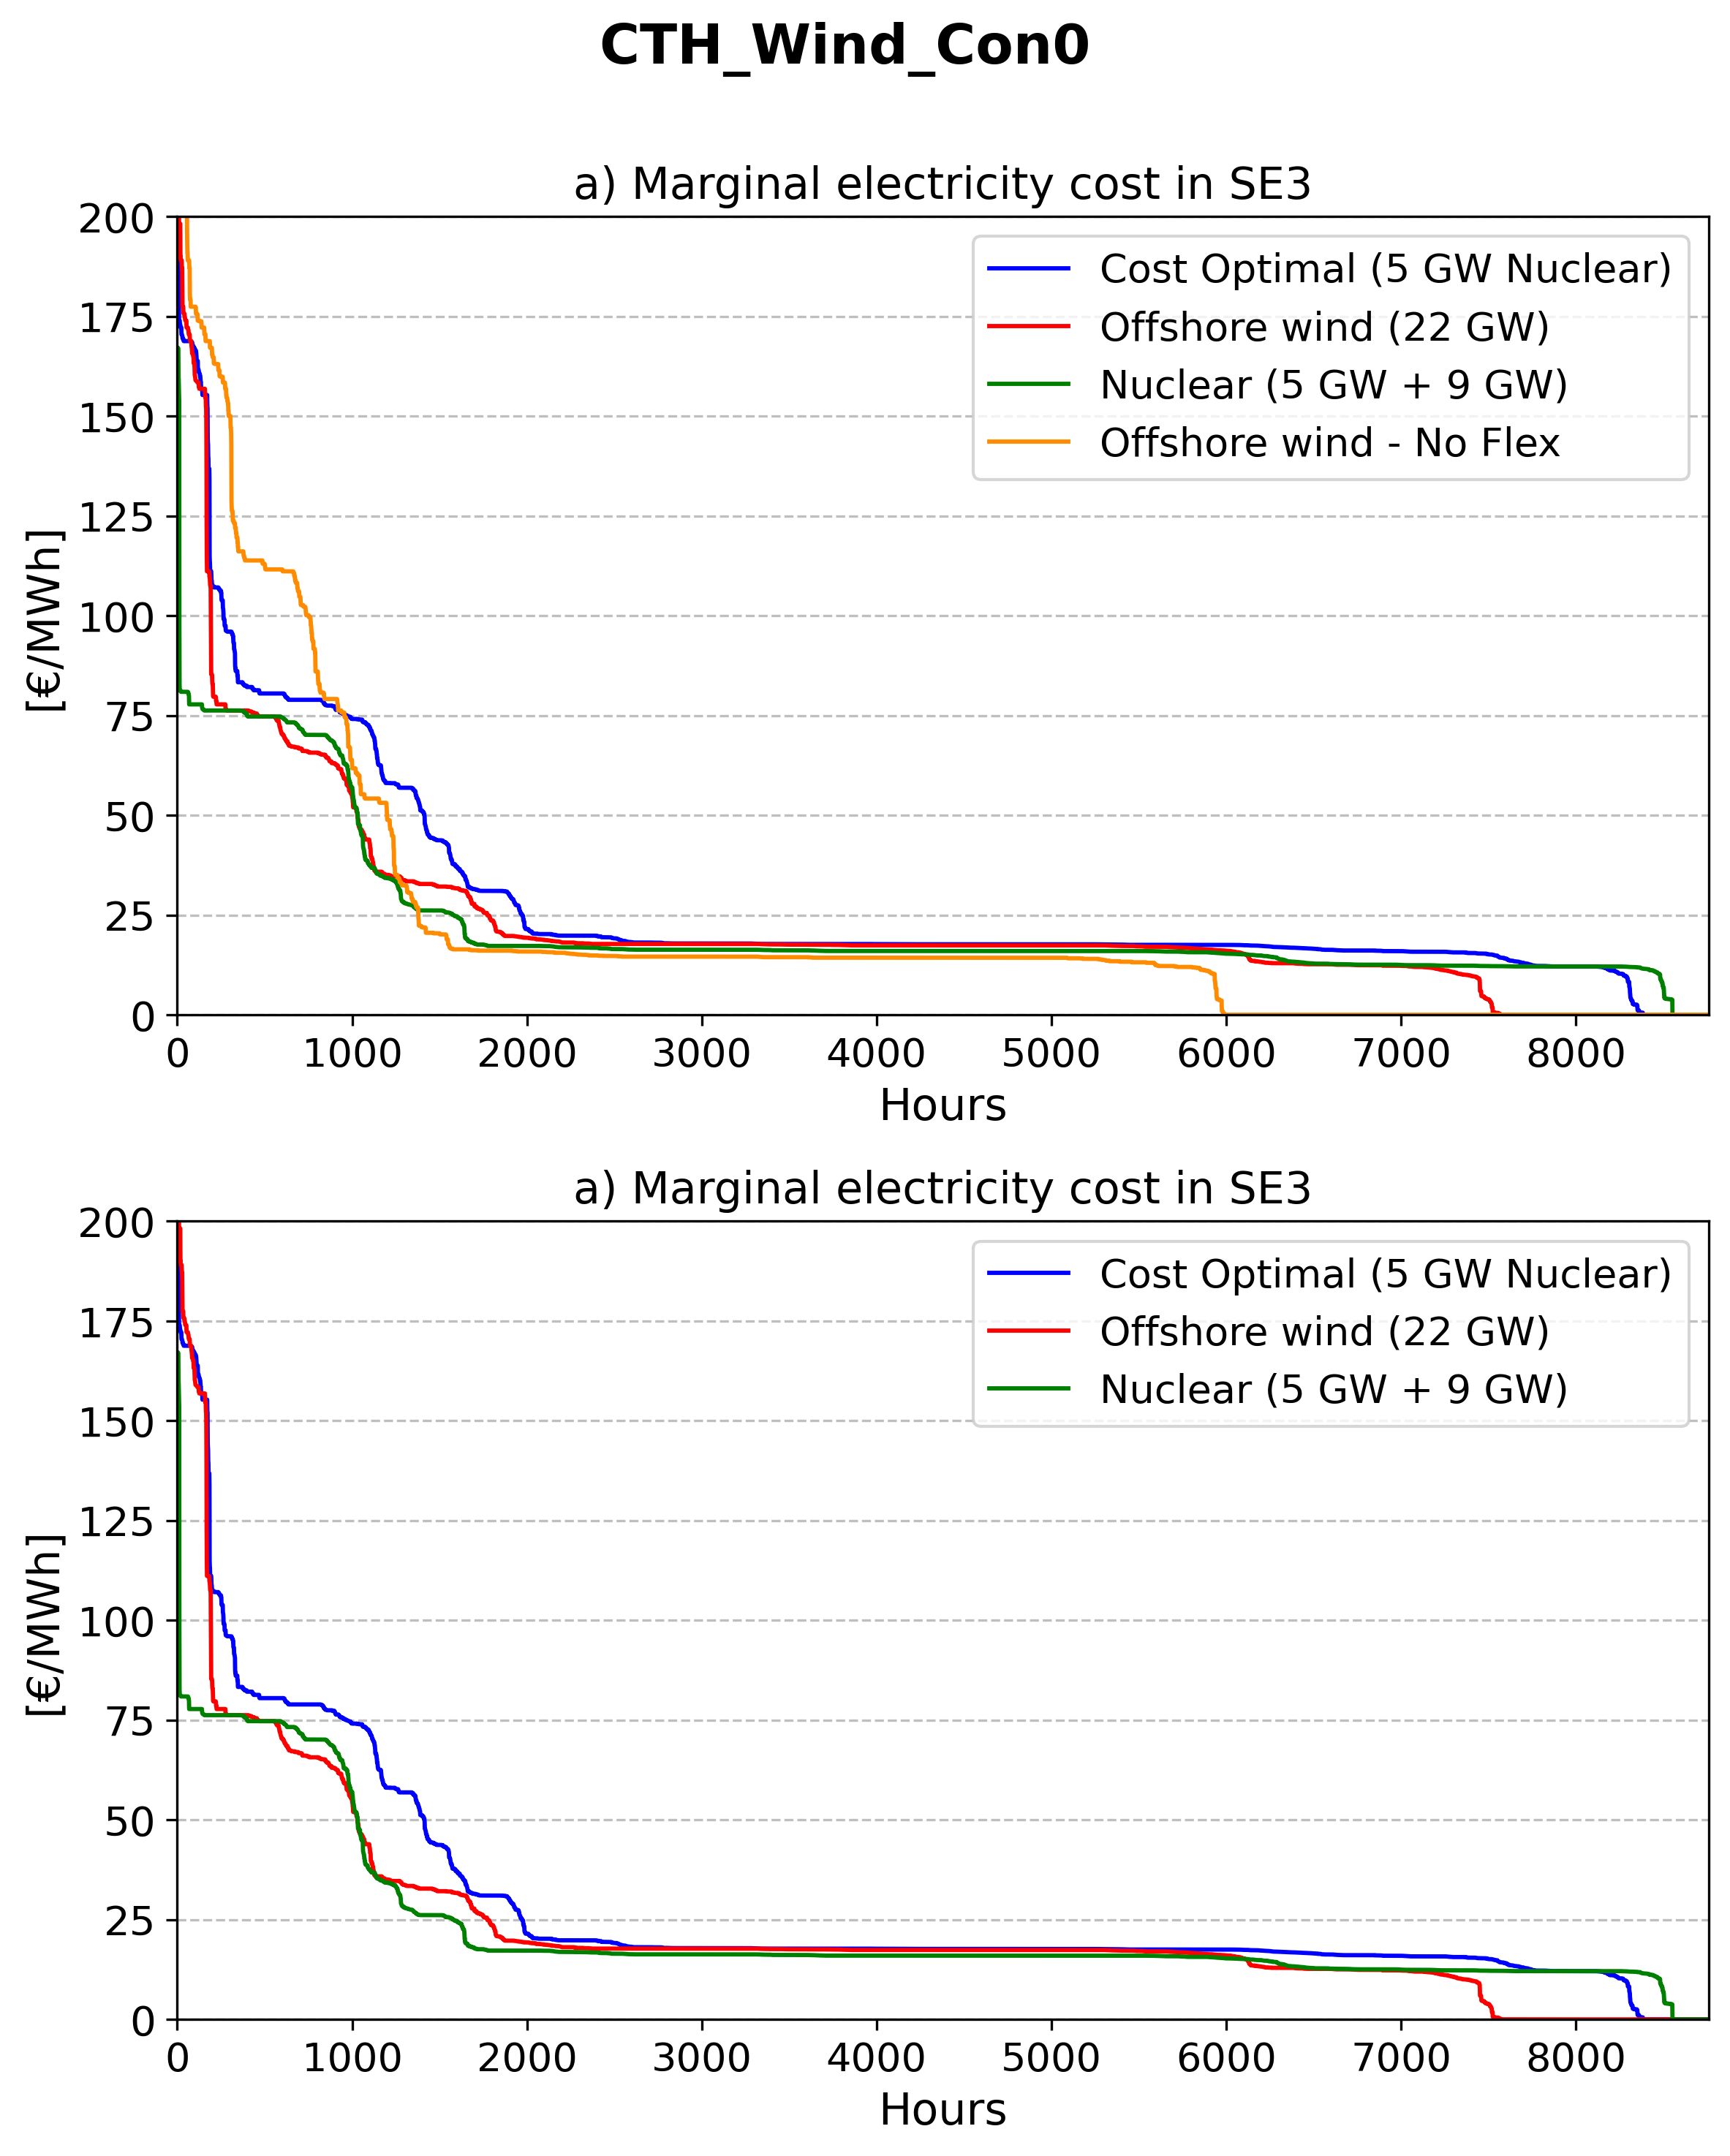 CTH_Wind_Con0
a) Marginal electricity cost in SE3
200
175
150
125
100
75
50
25
0
[€/MWh]
Cost Optimal (5 GW Nuclear)
Offshore wind (22 GW)
Nuclear (5 GW + 9 GW)
Offshore wind - No Flex
0 1000 2000 3000 4000 5000 6000 7000 8000
Hours
a) Marginal electricity cost in SE3
200
175
150
125
100
75
50
25
0
[€/MWh]
Cost Optimal (5 GW Nuclear)
Offshore wind (22 GW)
Nuclear (5 GW + 9 GW)
0 1000 2000 3000 4000 5000 6000 7000 8000
Hours